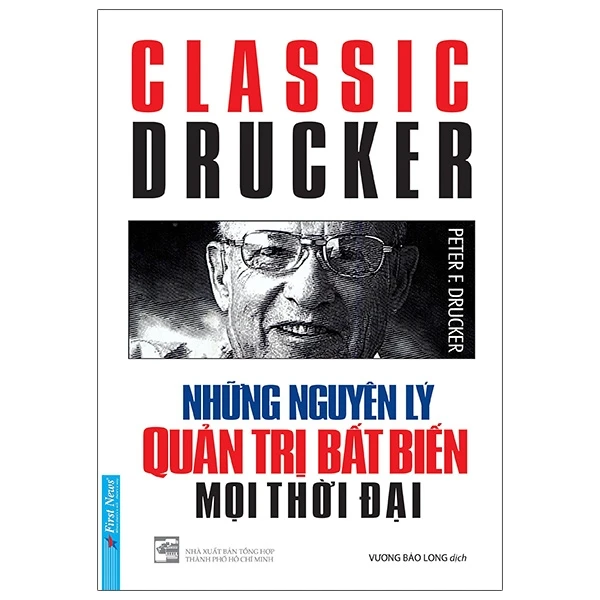 CLASSIC
DRUCKER
PETER F. DRUCKER
NHỮNG NGUYÊN LÝ
QUẢN TRỊ BẤT BIẾN
MỌI THỜI ĐẠI
First News
NHÀ XUẤT BẢN TỔNG HỢP
THÀNH PHỐ HỒ CHÍ MINH
VƯƠNG BẢO LONG dịch